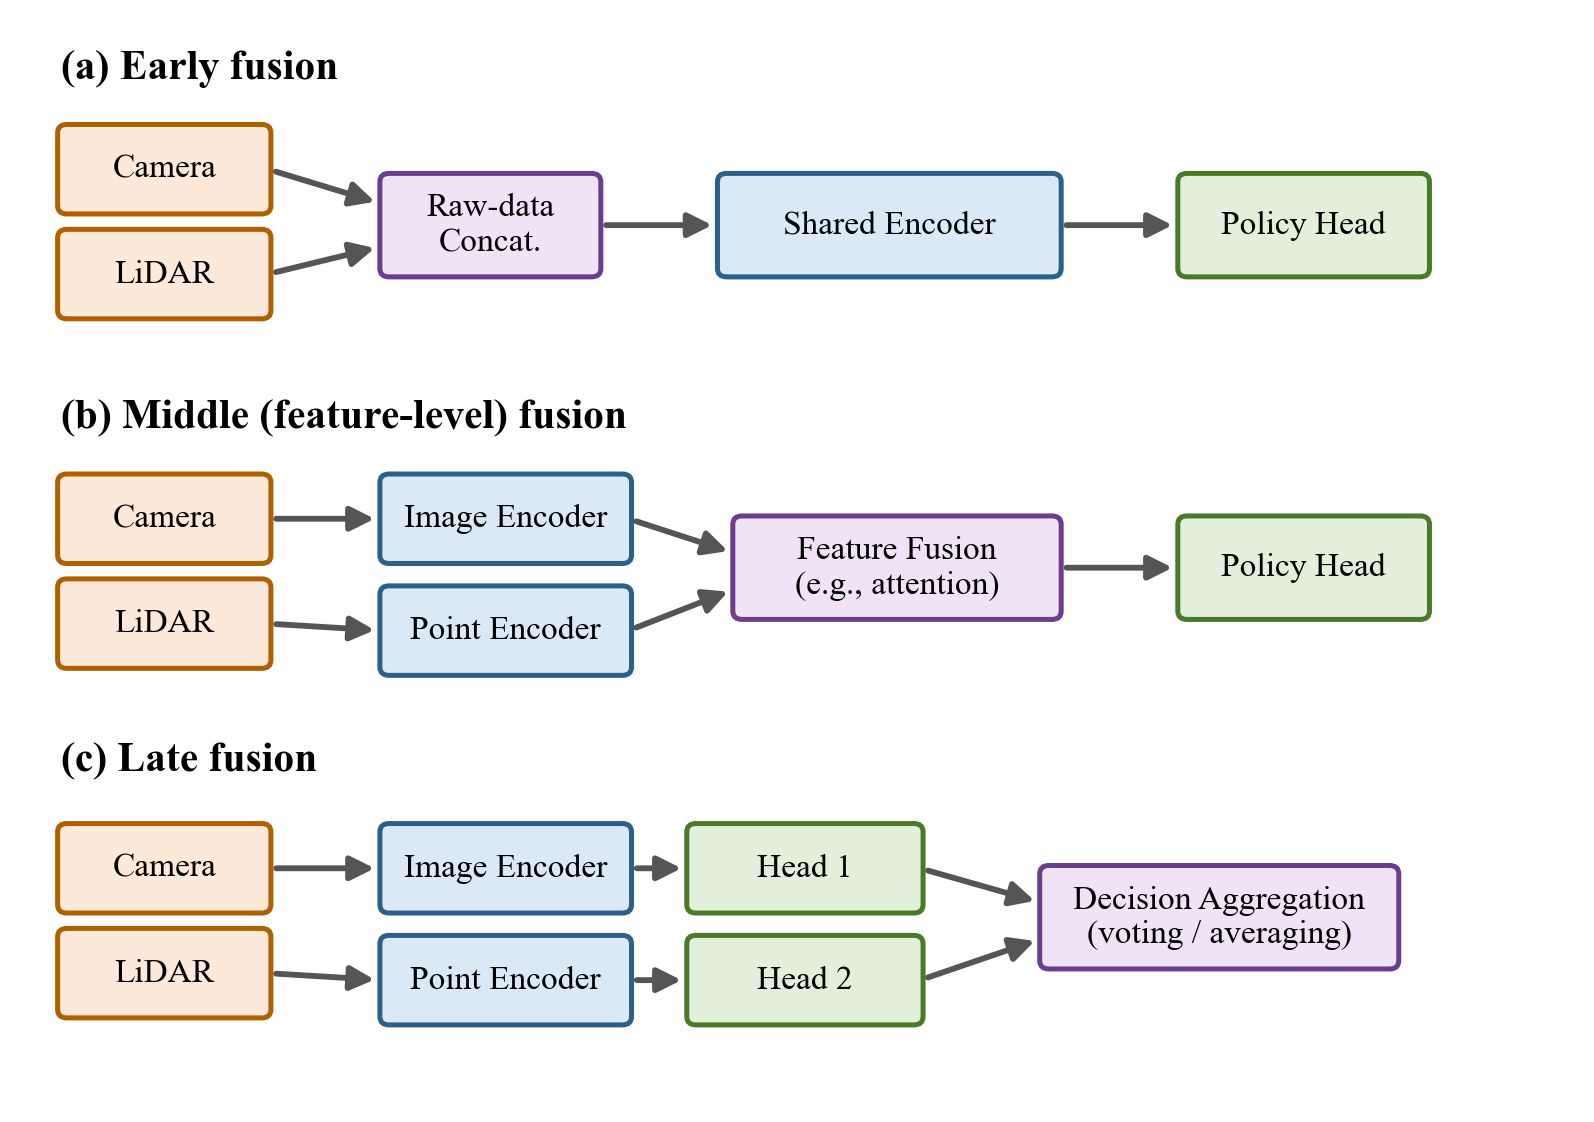 (a) Early fusion
Camera
LiDAR
Raw-data
Concat.
Shared Encoder
Policy Head
(b) Middle (feature-level) fusion
Camera
LiDAR
Image Encoder
Point Encoder
Feature Fusion
(e.g., attention)
Policy Head
(c) Late fusion
Camera
LiDAR
Image Encoder
Point Encoder
Head 1
Head 2
Decision Aggregation
(voting / averaging)